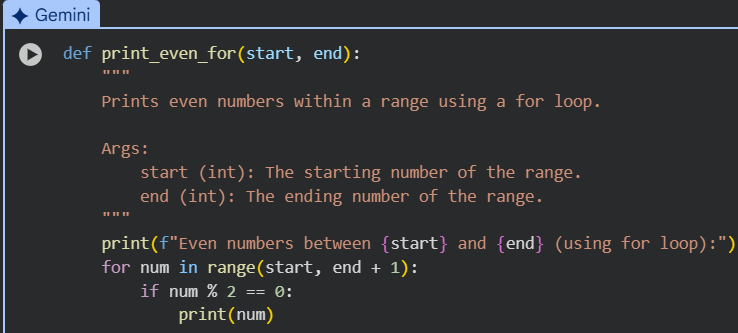 Gemini
def print_even_for(start, end):
    """
    Prints even numbers within a range using a for loop.

    Args:
        start (int): The starting number of the range.
        end (int): The ending number of the range.
    """
    print(f"Even numbers between {start} and {end} (using for loop):")
    for num in range(start, end + 1):
        if num % 2 == 0:
            print(num)